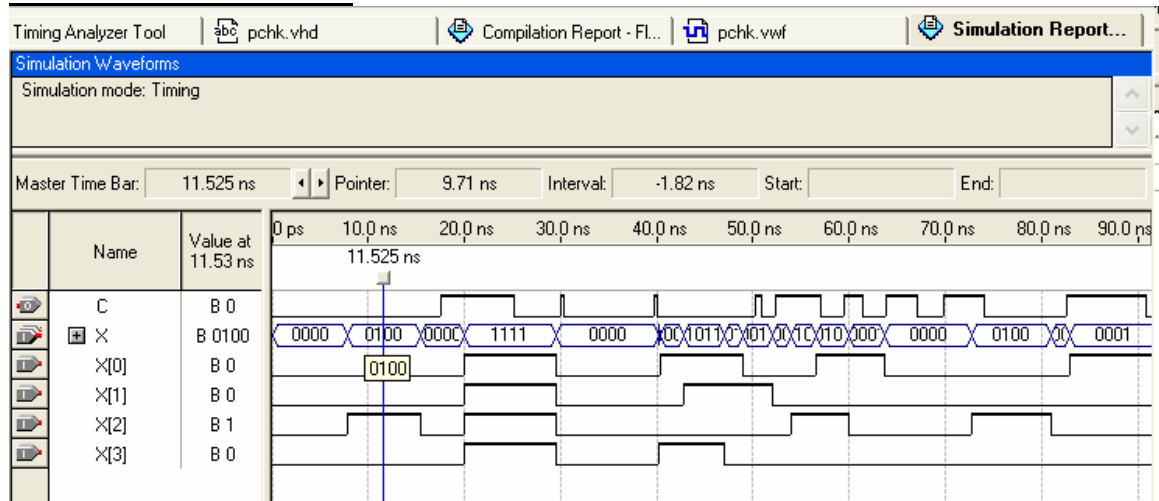 Timing Analyzer Tool abc pchk.vhd Compilation Report - Fl... pchk.vwf Simulation Report...
Simulation Waveforms
Simulation mode: Timing
Master Time Bar: 11.525 ns Pointer: 9.71 ns Interval: -1.82 ns Start: End:
Name Value at 11.53 ns 0 ps 10.0 ns 20.0 ns 30.0 ns 40.0 ns 50.0 ns 60.0 ns 70.0 ns 80.0 ns 90.0 ns
11.525 ns
C B 0
X B 0100 0000 0100 1111 0000 1011 0000 0100 0001
X[0] B 0 0100
X[1] B 0
X[2] B 1
X[3] B 0